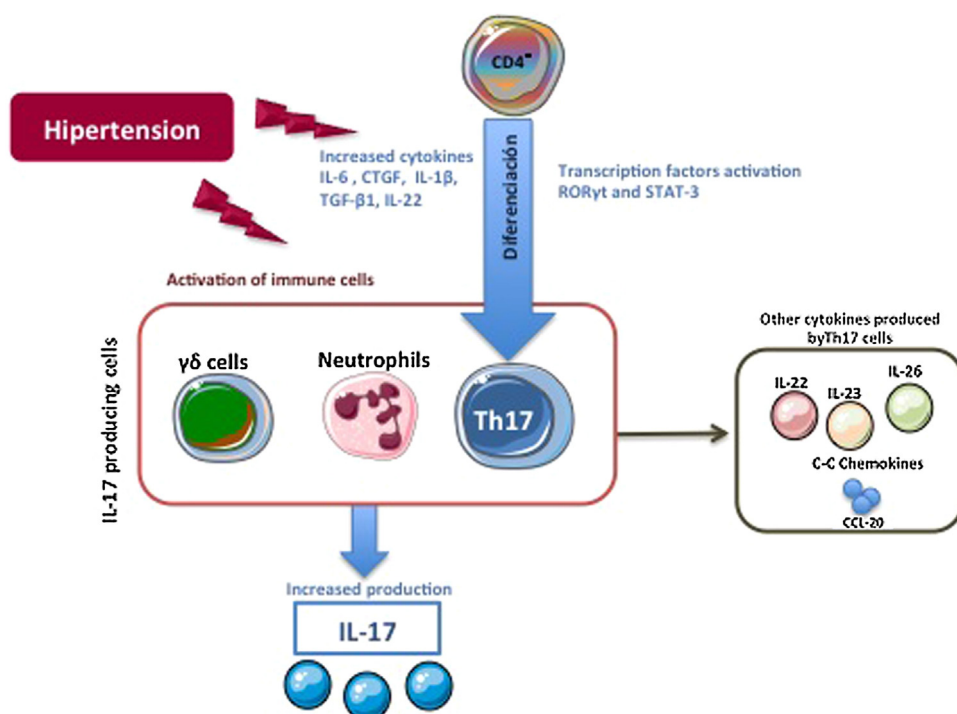 CD4⁻
Hipertension
Increased cytokines
IL-6 , CTGF, IL-1β,
TGF-β1, IL-22
Diferenciación
Transcription factors activation
RORyt and STAT-3
Activation of immune cells
IL-17 producing cells
γδ cells
Neutrophils
Th17
Other cytokines produced
byTh17 cells
IL-22
IL-23
IL-26
C-C Chemokines
CCL-20
Increased production
IL-17